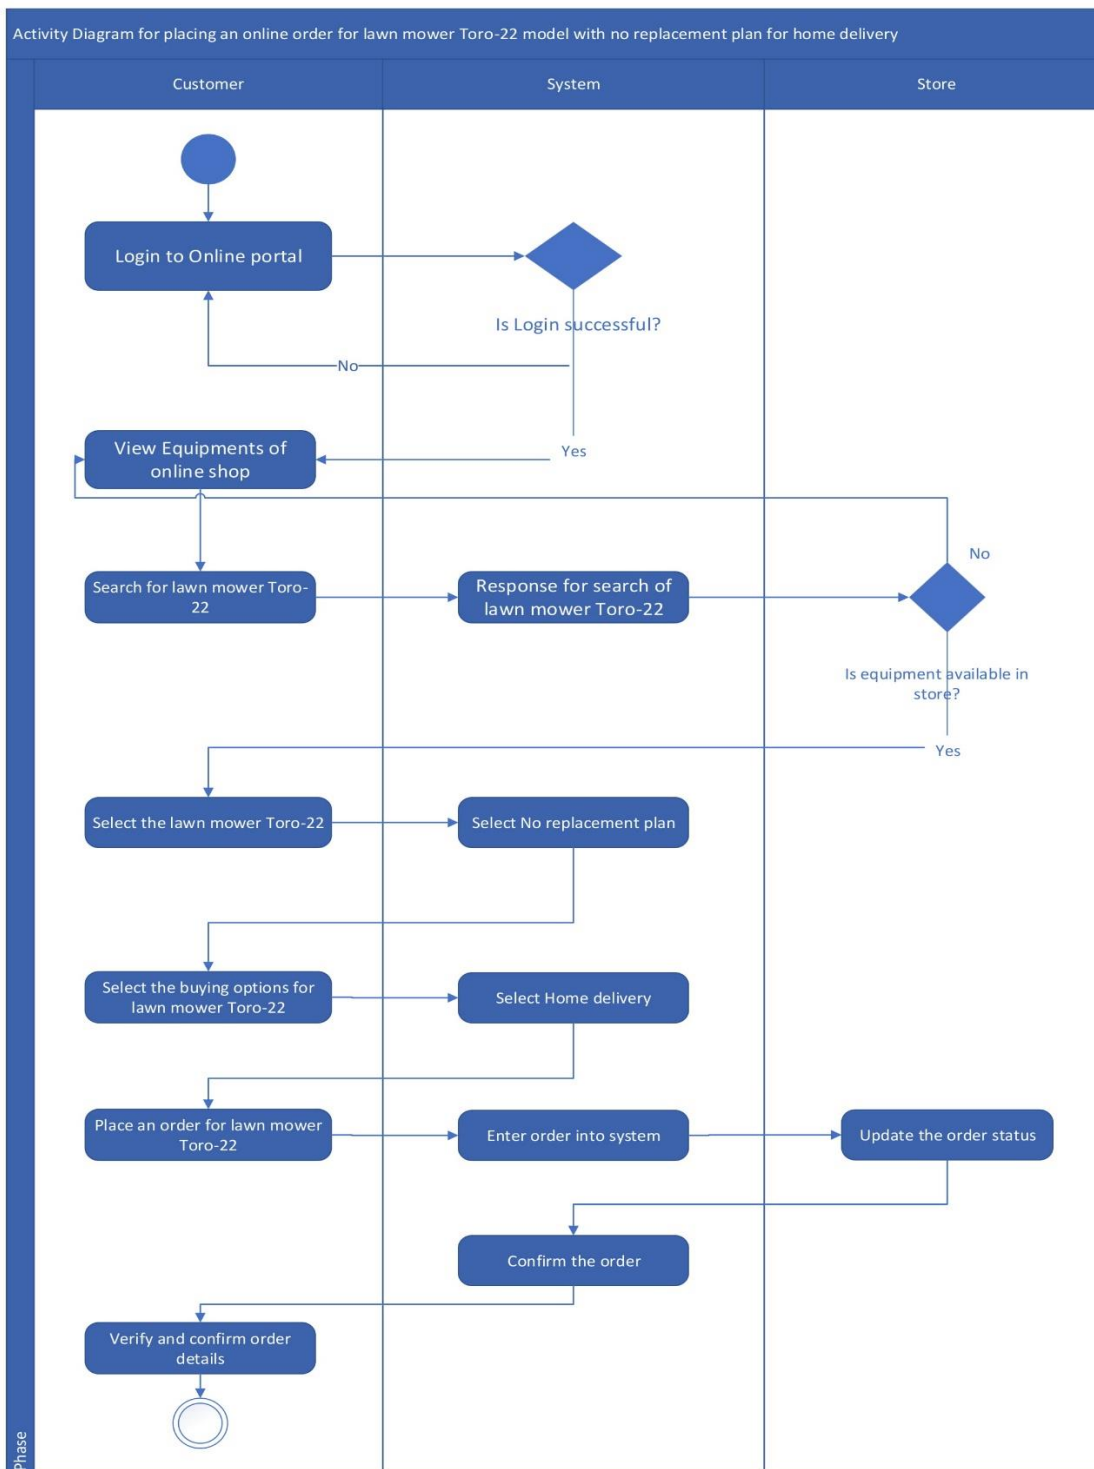 Activity Diagram for placing an online order for lawn mower Toro-22 model with no replacement plan for home delivery
Customer
System
Store
Login to Online portal
Is Login successful?
No
Yes
View Equipments of
online shop
No
Search for lawn mower Toro-
22
Response for search of
lawn mower Toro-22
Is equipment available in
store?
Yes
Select the lawn mower Toro-22
Select No replacement plan
Select the buying options for
lawn mower Toro-22
Select Home delivery
Place an order for lawn mower
Toro-22
Enter order into system
Update the order status
Confirm the order
Verify and confirm order
details
Phase